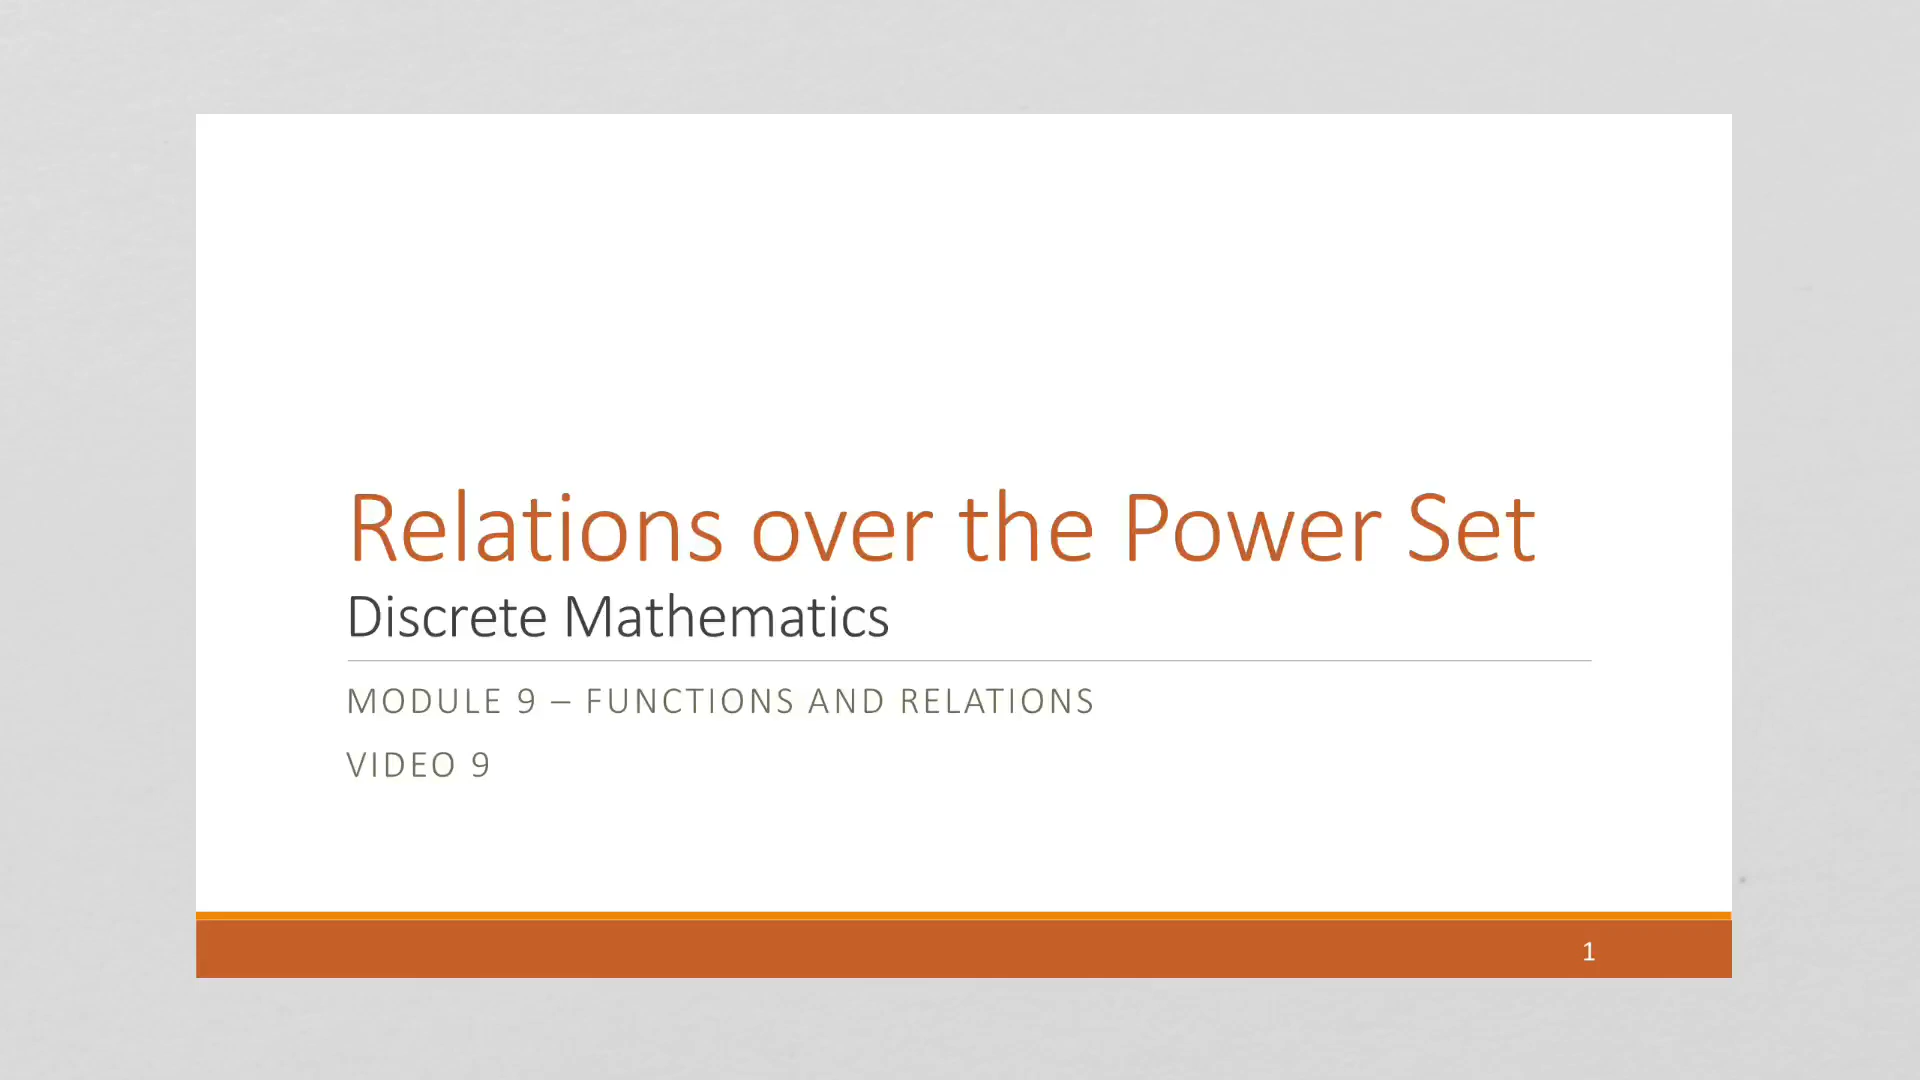 Relations over the Power Set
Discrete Mathematics
MODULE 9 – FUNCTIONS AND RELATIONS
VIDEO 9
1